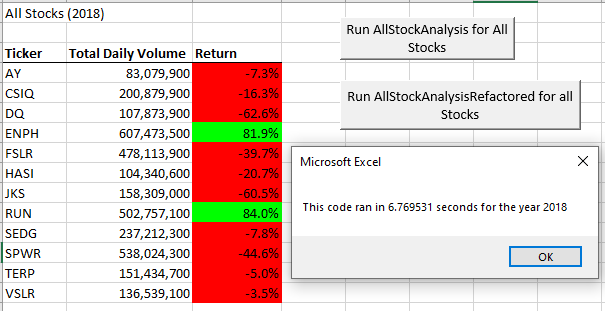 All Stocks (2018)
Run AllStockAnalysis for All
Stocks
Ticker Total Daily Volume Return
AY 83,079,900 -7.3%
CSIQ 200,879,900 -16.3%
DQ 107,873,900 -62.6%
ENPH 607,473,500 81.9%
FSLR 478,113,900 -39.7%
HASI 104,340,600 -20.7%
JKS 158,309,000 -60.5%
RUN 502,757,100 84.0%
SEDG 237,212,300 -7.8%
SPWR 538,024,300 -44.6%
TERP 151,434,700 -5.0%
VSLR 136,539,100 -3.5%
Run AllStockAnalysisRefactored for all
Stocks
Microsoft Excel
This code ran in 6.769531 seconds for the year 2018
OK